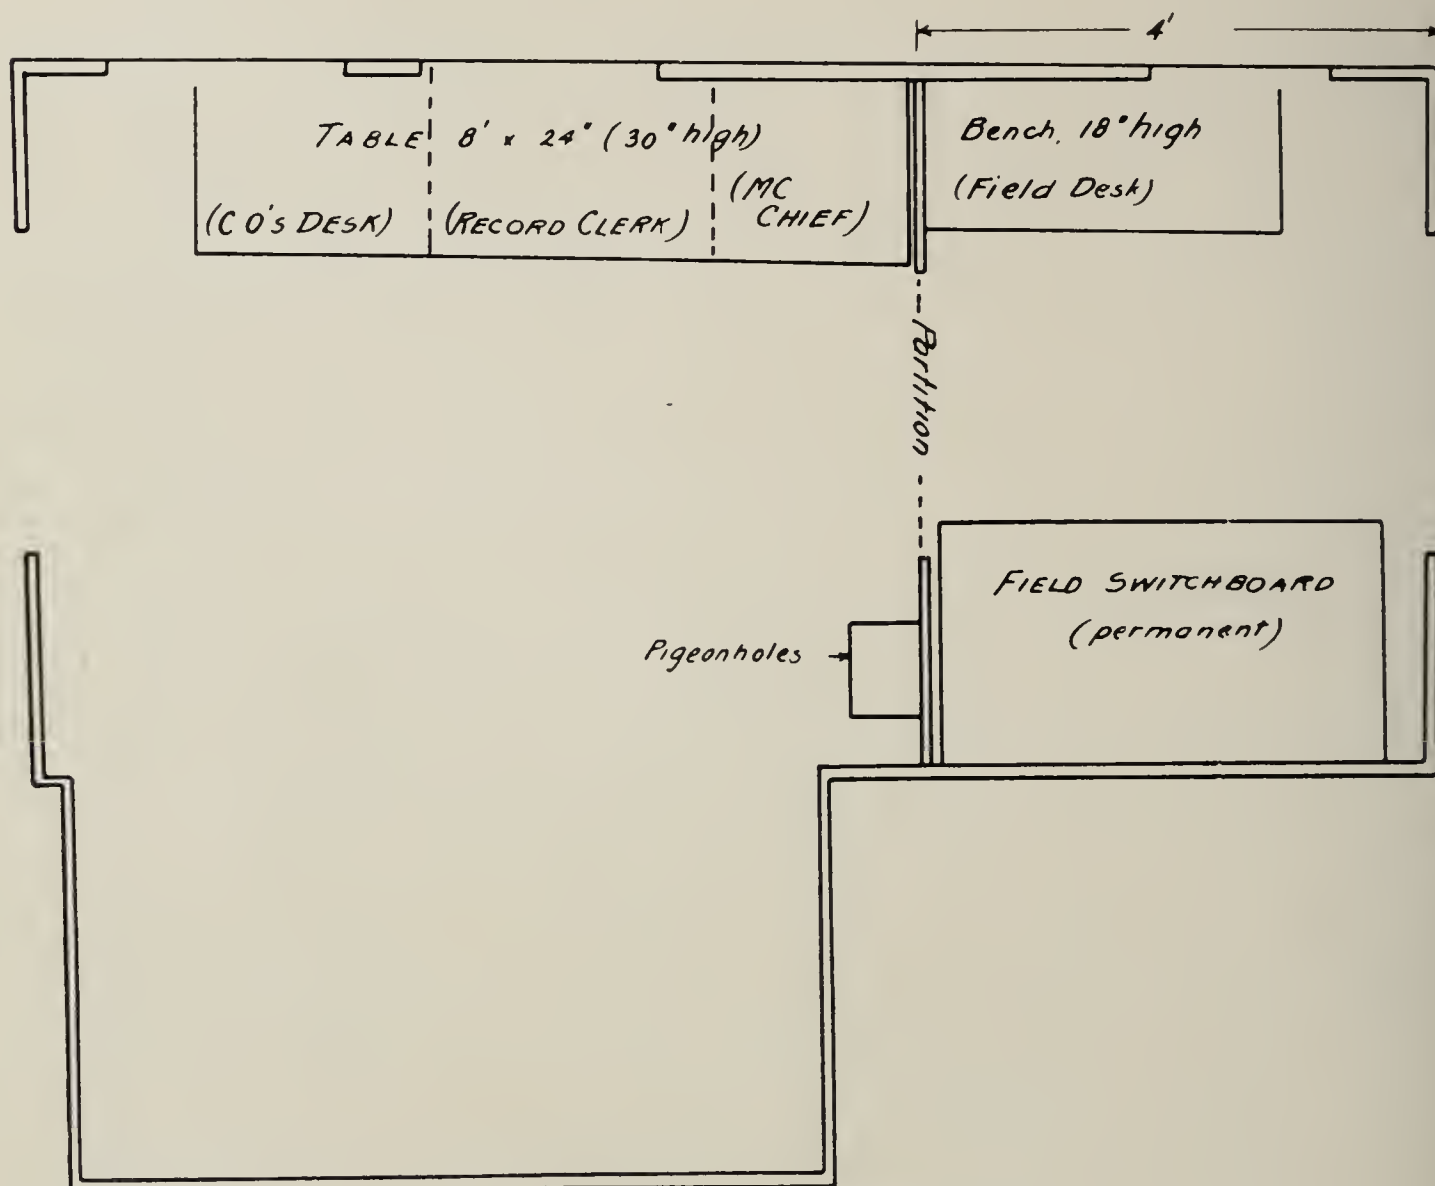 4'
TABLE 8' x 24" (30" high)
Bench, 18" high
(Field Desk)
(C O's DESK)
(RECORD CLERK)
(MC
CHIEF)
Partition
FIELD SWITCHBOARD
(permanent)
Pigeonholes